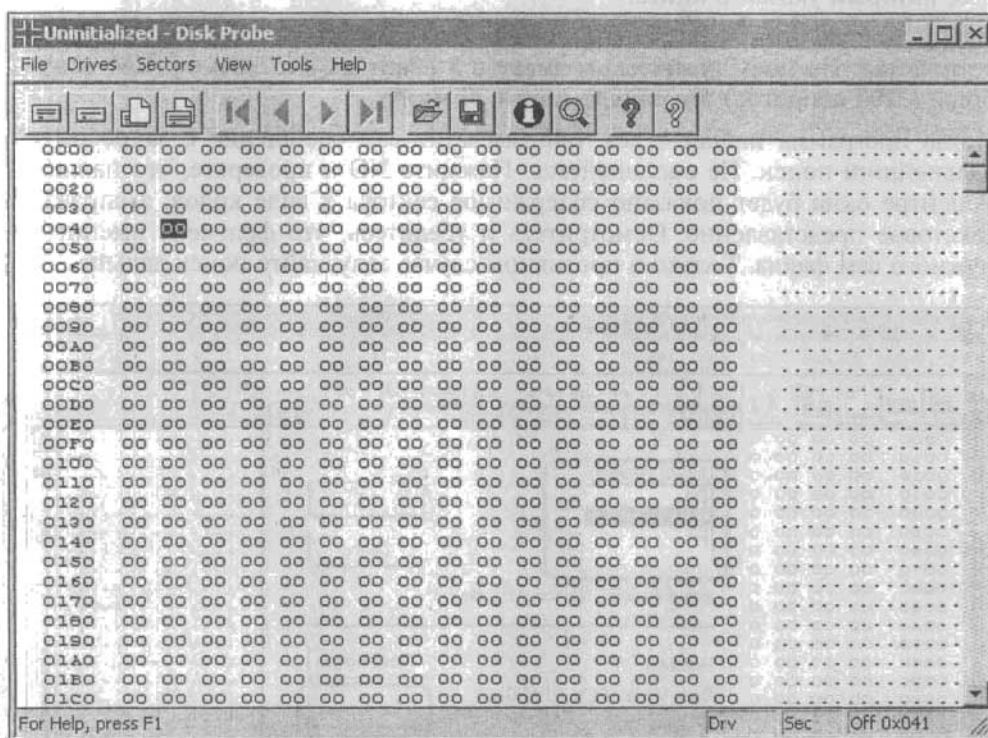 Uninitialized - Disk Probe
File Drives Sectors View Tools Help
0000 00 00 00 00 00 00 00 00 00 00 00 00 00 00 00 00 ................
0010 00 00 00 00 00 00 00 00 00 00 00 00 00 00 00 00 ................
0020 00 00 00 00 00 00 00 00 00 00 00 00 00 00 00 00 ................
0030 00 00 00 00 00 00 00 00 00 00 00 00 00 00 00 00 ................
0040 00 00 00 00 00 00 00 00 00 00 00 00 00 00 00 00 ................
0050 00 00 00 00 00 00 00 00 00 00 00 00 00 00 00 00 ................
0060 00 00 00 00 00 00 00 00 00 00 00 00 00 00 00 00 ................
0070 00 00 00 00 00 00 00 00 00 00 00 00 00 00 00 00 ................
0080 00 00 00 00 00 00 00 00 00 00 00 00 00 00 00 00 ................
0090 00 00 00 00 00 00 00 00 00 00 00 00 00 00 00 00 ................
00A0 00 00 00 00 00 00 00 00 00 00 00 00 00 00 00 00 ................
00B0 00 00 00 00 00 00 00 00 00 00 00 00 00 00 00 00 ................
00C0 00 00 00 00 00 00 00 00 00 00 00 00 00 00 00 00 ................
00D0 00 00 00 00 00 00 00 00 00 00 00 00 00 00 00 00 ................
00E0 00 00 00 00 00 00 00 00 00 00 00 00 00 00 00 00 ................
00F0 00 00 00 00 00 00 00 00 00 00 00 00 00 00 00 00 ................
0100 00 00 00 00 00 00 00 00 00 00 00 00 00 00 00 00 ................
0110 00 00 00 00 00 00 00 00 00 00 00 00 00 00 00 00 ................
0120 00 00 00 00 00 00 00 00 00 00 00 00 00 00 00 00 ................
0130 00 00 00 00 00 00 00 00 00 00 00 00 00 00 00 00 ................
0140 00 00 00 00 00 00 00 00 00 00 00 00 00 00 00 00 ................
0150 00 00 00 00 00 00 00 00 00 00 00 00 00 00 00 00 ................
0160 00 00 00 00 00 00 00 00 00 00 00 00 00 00 00 00 ................
0170 00 00 00 00 00 00 00 00 00 00 00 00 00 00 00 00 ................
0180 00 00 00 00 00 00 00 00 00 00 00 00 00 00 00 00 ................
0190 00 00 00 00 00 00 00 00 00 00 00 00 00 00 00 00 ................
01A0 00 00 00 00 00 00 00 00 00 00 00 00 00 00 00 00 ................
01B0 00 00 00 00 00 00 00 00 00 00 00 00 00 00 00 00 ................
01C0 00 00 00 00 00 00 00 00 00 00 00 00 00 00 00 00 ................
For Help, press F1 Drv Sec Off 0x041